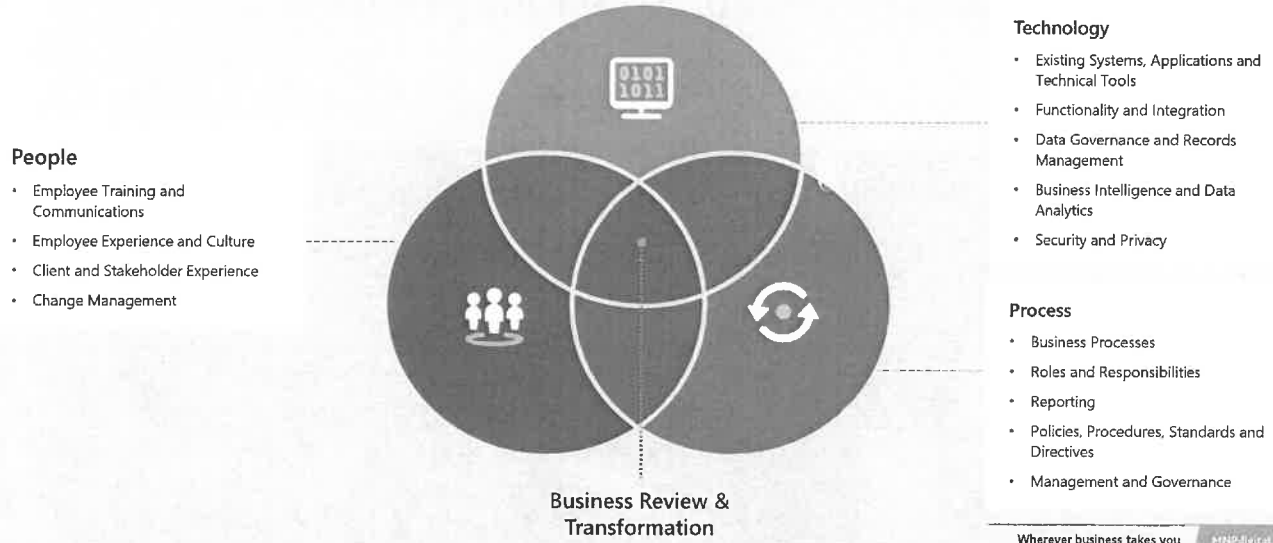 0101
1011
People
• Employee Training and
Communications
• Employee Experience and Culture
• Client and Stakeholder Experience
• Change Management
Technology
• Existing Systems, Applications and
Technical Tools
• Functionality and Integration
• Data Governance and Records
Management
• Business Intelligence and Data
Analytics
• Security and Privacy
Process
• Business Processes
• Roles and Responsibilities
• Reporting
• Policies, Procedures, Standards and
Directives
• Management and Governance
Business Review &
Transformation
Wherever business takes you
MNP